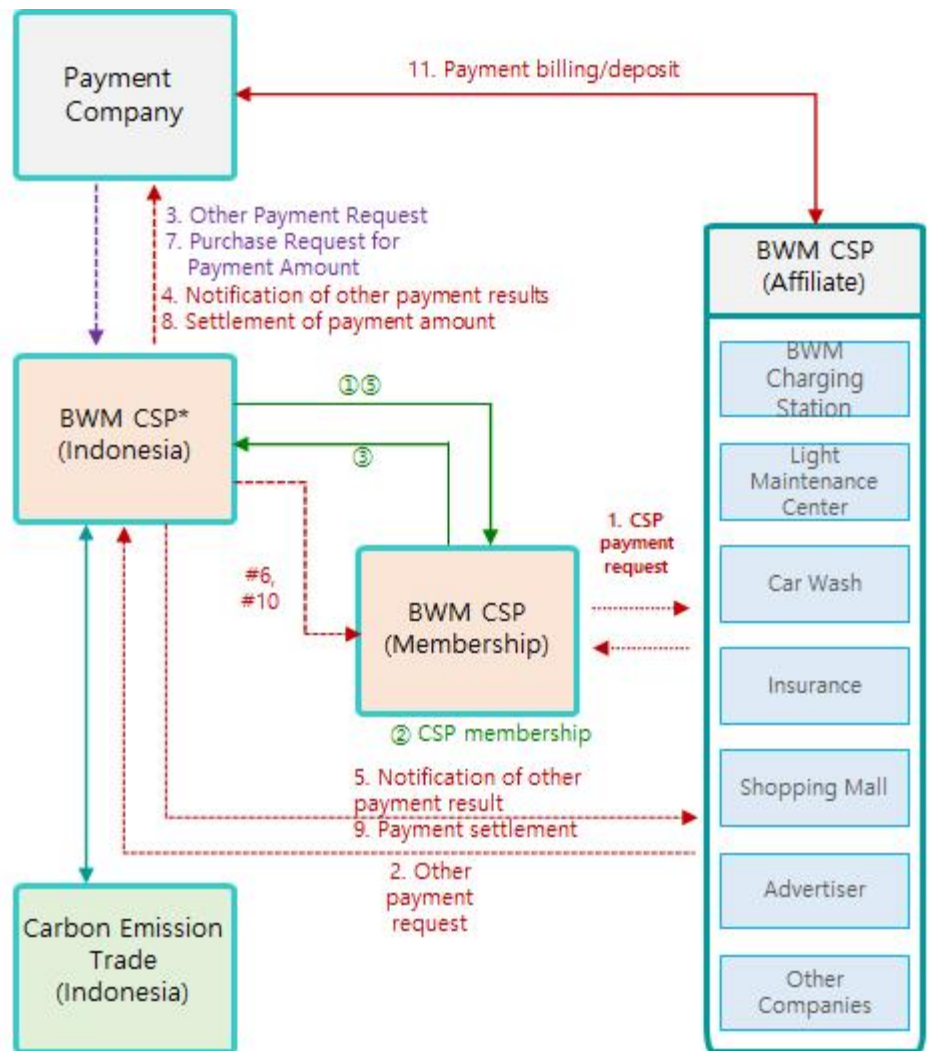 Payment
Company
11. Payment billing/deposit
3. Other Payment Request
7. Purchase Request for
Payment Amount
4. Notification of other payment results
8. Settlement of payment amount
BWM CSP
(Affiliate)
BWM
Charging
Station
Light
Maintenance
Center
Car Wash
Insurance
Shopping Mall
Advertiser
Other
Companies
BWM CSP*
(Indonesia)
①⑤
③
#6,
#10
1. CSP
payment
request
BWM CSP
(Membership)
② CSP membership
5. Notification of other
payment result
9. Payment settlement
2. Other
payment
request
Carbon Emission
Trade
(Indonesia)